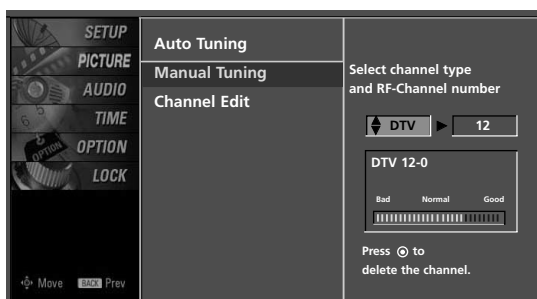 SETUP
PICTURE
AUDIO
TIME
OPTION
LOCK
Move BACK Prev
Auto Tuning
Manual Tuning
Channel Edit
Select channel type
and RF-Channel number
DTV 12
DTV 12-0
Bad Normal Good
Press to
delete the channel.